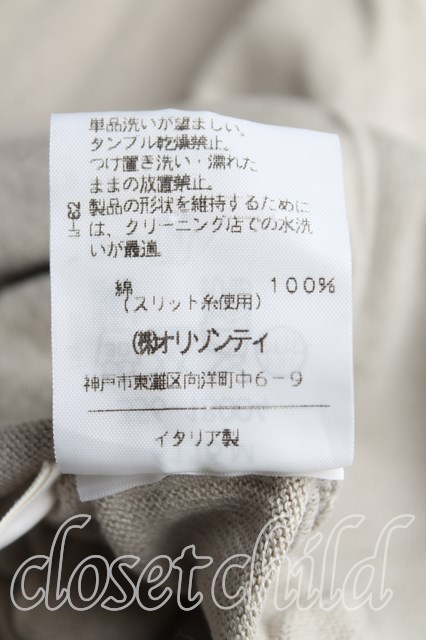 単品洗いが望ましい。
タンブル乾燥禁止。
つけ置き洗い・濡れた
ままの放置禁止。
製品の形状を維持するために
は、クリーニング店での水洗
いが最適。
綿 100%
(スリット糸使用)
(株)オリゾンティ
神戸市東灘区向洋町中6-9
イタリア製
closetchild